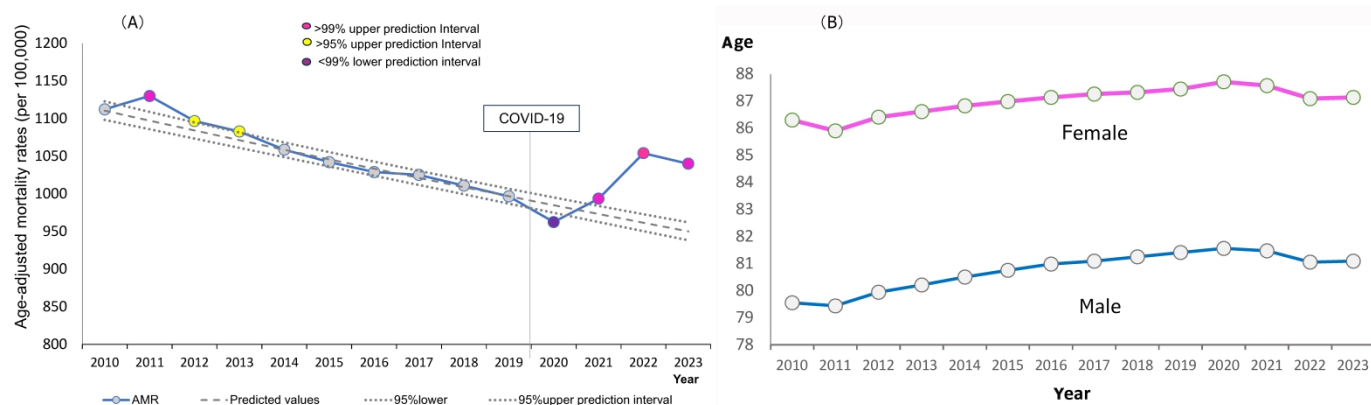 (A)
>99% upper prediction Interval
>95% upper prediction Interval
<99% lower prediction interval
Age-adjusted mortality rates (per 100,000)
1200
1150
1100
1050
1000
950
900
850
800
COVID-19
2010 2011 2012 2013 2014 2015 2016 2017 2018 2019 2020 2021 2022 2023
Year
AMR Predicted values 95%lower 95%upper prediction interval
(B)
Age
88
87
86
85
82
81
80
79
78
Female
Male
2010 2011 2012 2013 2014 2015 2016 2017 2018 2019 2020 2021 2022 2023
Year